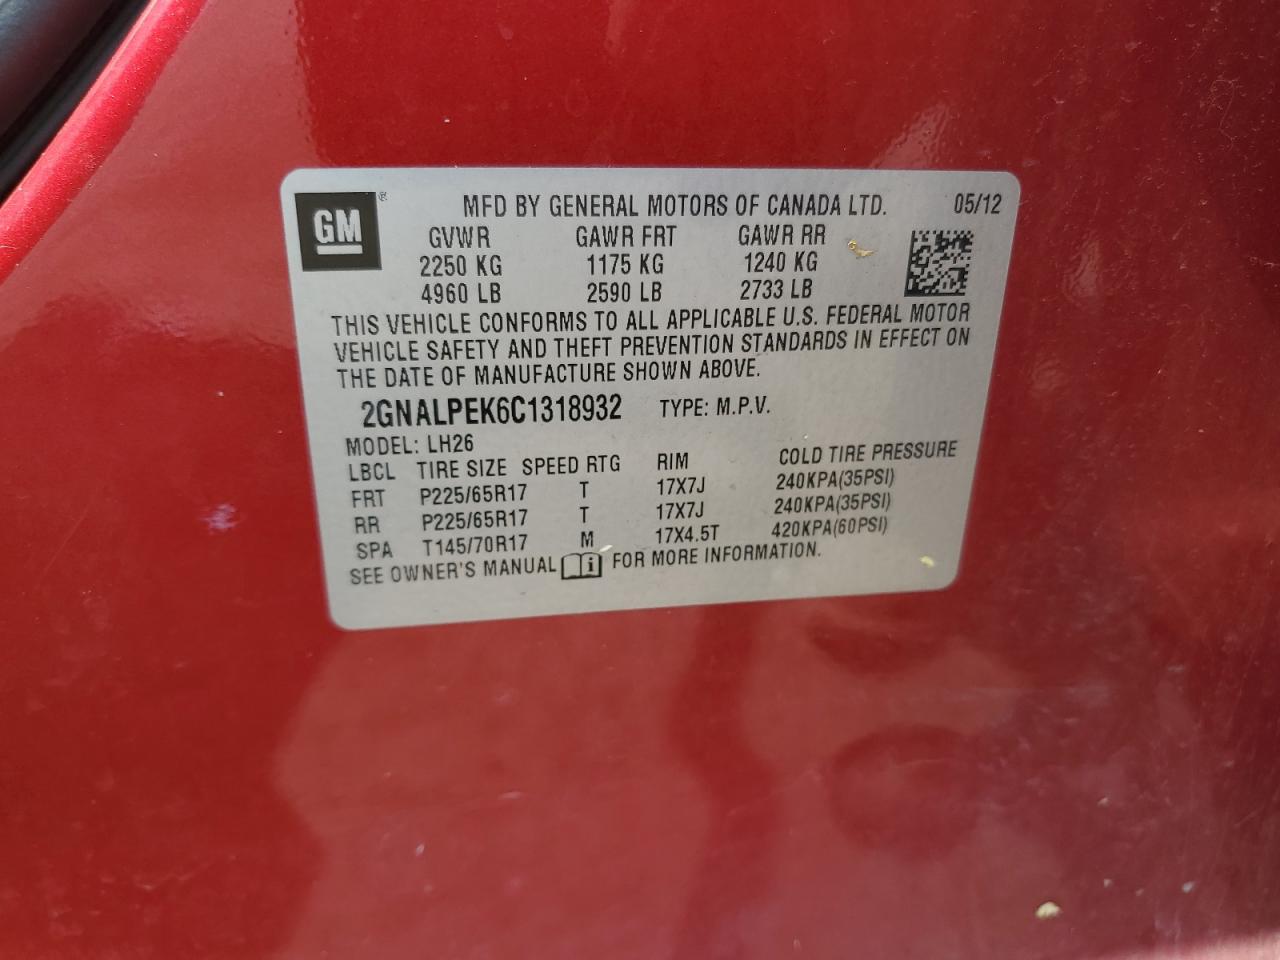 GM ® MFD BY GENERAL MOTORS OF CANADA LTD. 05/12
GVWR GAWR FRT GAWR RR
2250 KG 1175 KG 1240 KG
4960 LB 2590 LB 2733 LB
THIS VEHICLE CONFORMS TO ALL APPLICABLE U.S. FEDERAL MOTOR
VEHICLE SAFETY AND THEFT PREVENTION STANDARDS IN EFFECT ON
THE DATE OF MANUFACTURE SHOWN ABOVE.
2GNALPEK6C1318932 TYPE: M.P.V.
MODEL: LH26
LBCL TIRE SIZE SPEED RTG RIM COLD TIRE PRESSURE
FRT P225/65R17 T 17X7J 240KPA(35PSI)
RR P225/65R17 T 17X7J 240KPA(35PSI)
SPA T145/70R17 M 17X4.5T 420KPA(60PSI)
SEE OWNER'S MANUAL i FOR MORE INFORMATION.